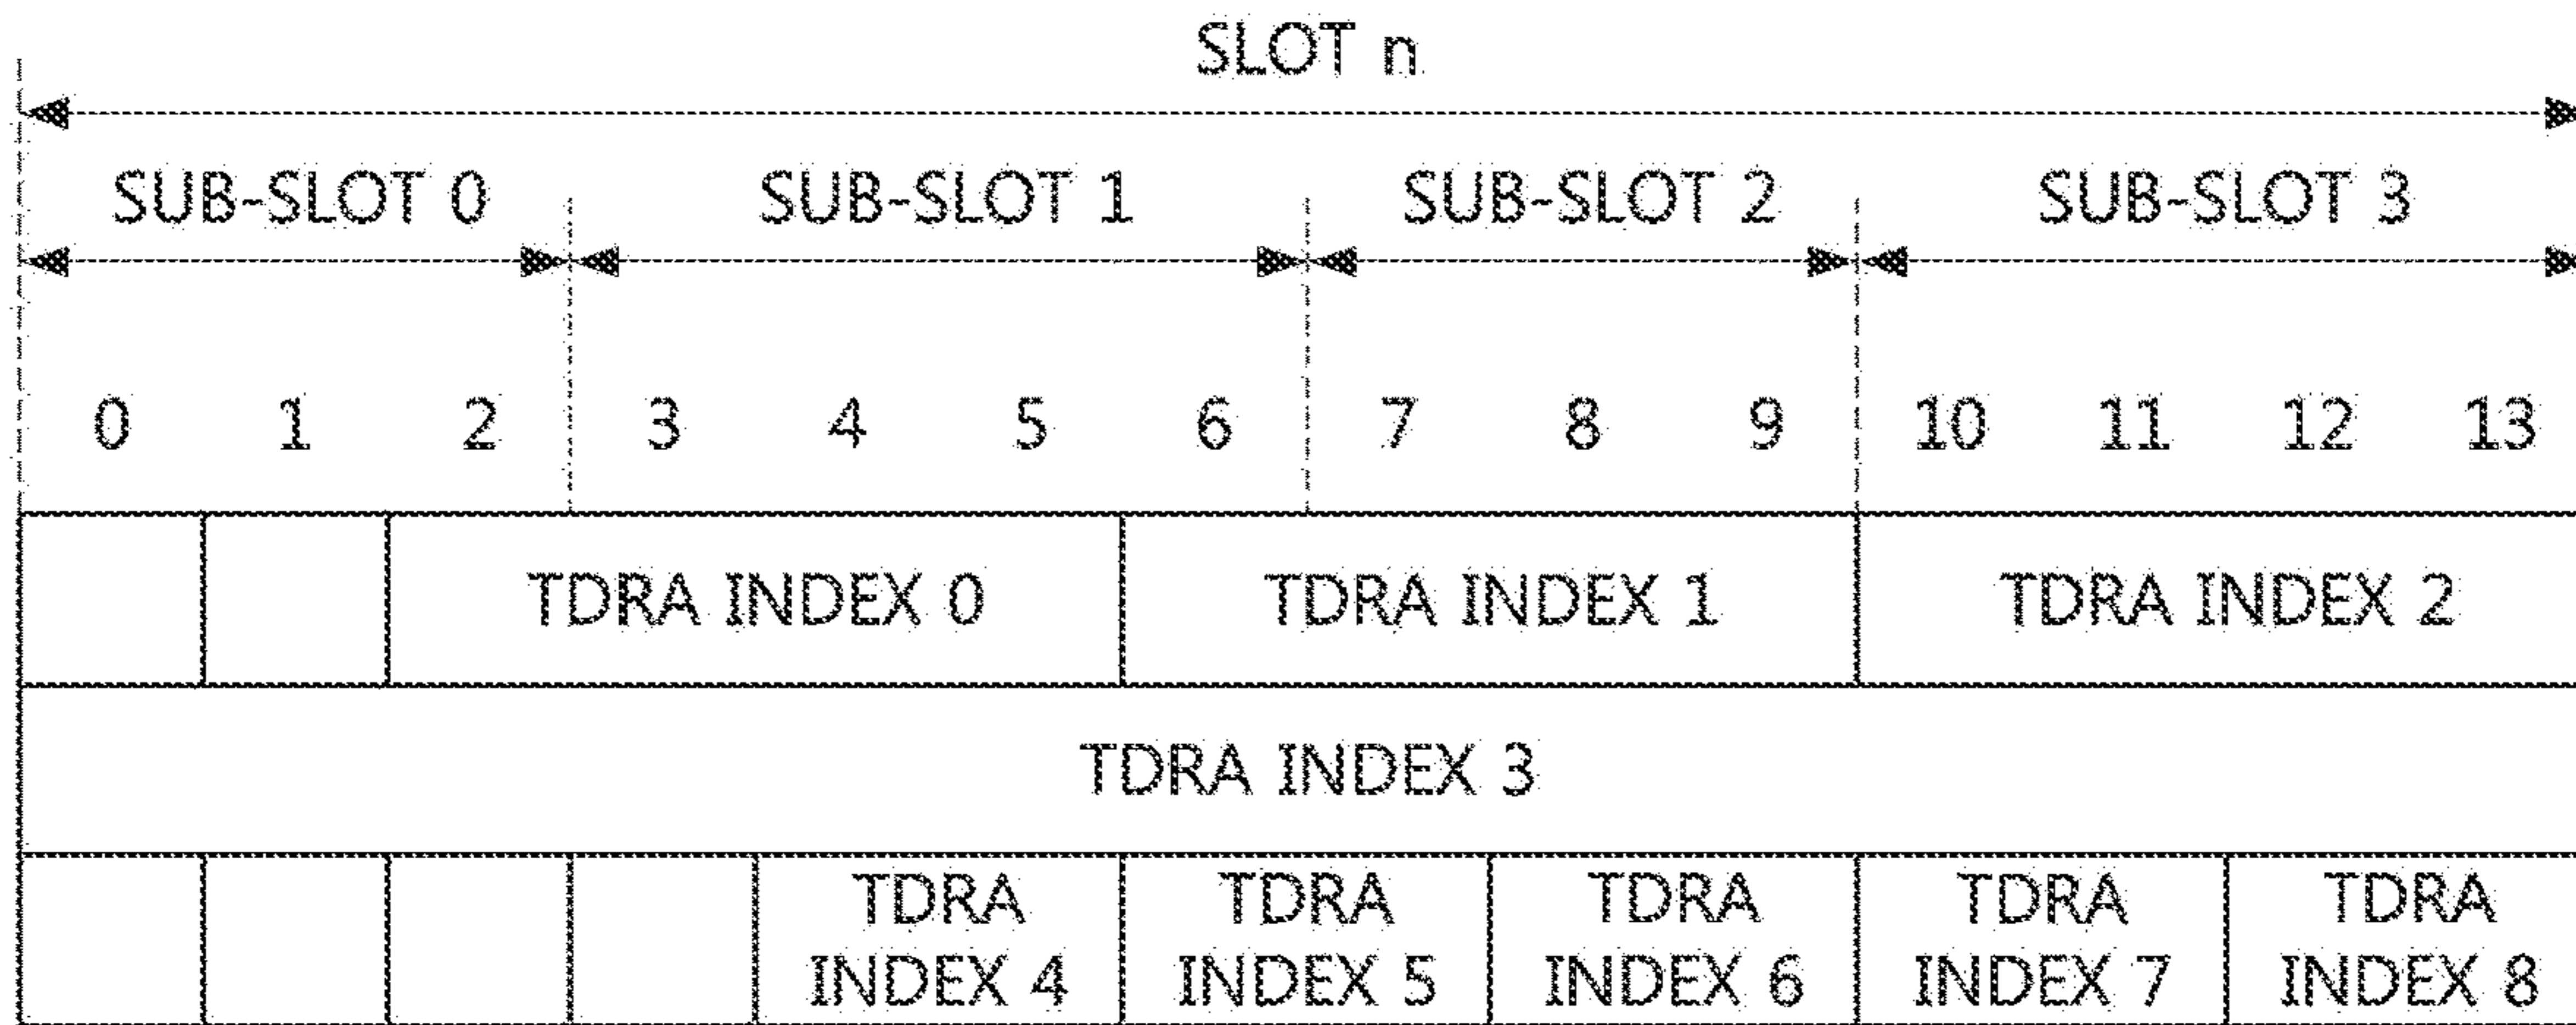 SLOT n
SUB-SLOT 0 SUB-SLOT 1 SUB-SLOT 2 SUB-SLOT 3
0 1 2 3 4 5 6 7 8 9 10 11 12 13
TDRA INDEX 0 TDRA INDEX 1 TDRA INDEX 2
TDRA INDEX 3
TDRA TDRA TDRA TDRA TDRA
INDEX 4 INDEX 5 INDEX 6 INDEX 7 INDEX 8